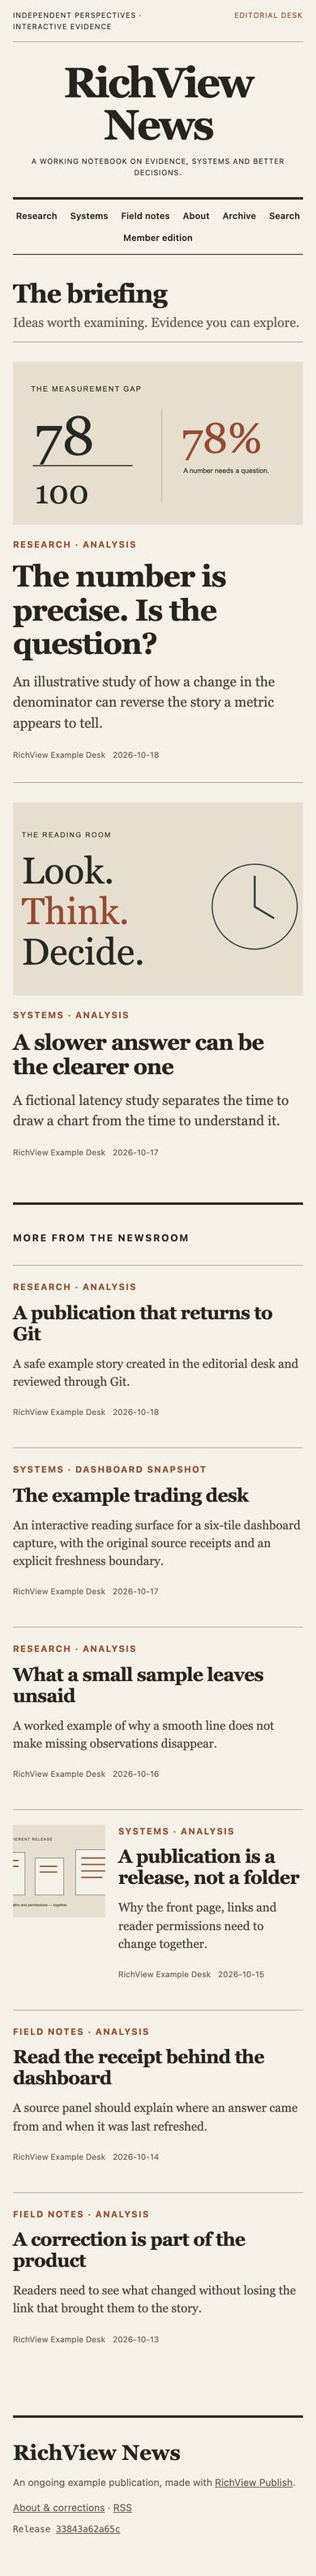 INDEPENDENT PERSPECTIVES ·
INTERACTIVE EVIDENCE
EDITORIAL DESK
RichView
News
A WORKING NOTEBOOK ON EVIDENCE, SYSTEMS AND BETTER
DECISIONS.
Research Systems Field notes About Archive Search
Member edition
The briefing
Ideas worth examining. Evidence you can explore.
THE MEASUREMENT GAP
78
100
78%
A number needs a question.
RESEARCH · ANALYSIS
The number is
precise. Is the
question?
An illustrative study of how a change in the
denominator can reverse the story a metric
appears to tell.
RichView Example Desk 2026-10-18
THE READING ROOM
Look.
Think.
Decide.
SYSTEMS · ANALYSIS
A slower answer can be
the clearer one
A fictional latency study separates the time to
draw a chart from the time to understand it.
RichView Example Desk 2026-10-17
MORE FROM THE NEWSROOM
RESEARCH · ANALYSIS
A publication that returns to
Git
A safe example story created in the editorial desk and
reviewed through Git.
RichView Example Desk 2026-10-18
SYSTEMS · DASHBOARD SNAPSHOT
The example trading desk
An interactive reading surface for a six-tile dashboard
capture, with the original source receipts and an
explicit freshness boundary.
RichView Example Desk 2026-10-17
RESEARCH · ANALYSIS
What a small sample leaves
unsaid
A worked example of why a smooth line does not
make missing observations disappear.
RichView Example Desk 2026-10-16
HERENT RELEASE
and permissions — together
SYSTEMS · ANALYSIS
A publication is a
release, not a folder
Why the front page, links and
reader permissions need to
change together.
RichView Example Desk 2026-10-15
FIELD NOTES · ANALYSIS
Read the receipt behind the
dashboard
A source panel should explain where an answer came
from and when it was last refreshed.
RichView Example Desk 2026-10-14
FIELD NOTES · ANALYSIS
A correction is part of the
product
Readers need to see what changed without losing the
link that brought them to the story.
RichView Example Desk 2026-10-13
RichView News
An ongoing example publication, made with RichView Publish.
About & corrections · RSS
Release 33843a62a65c